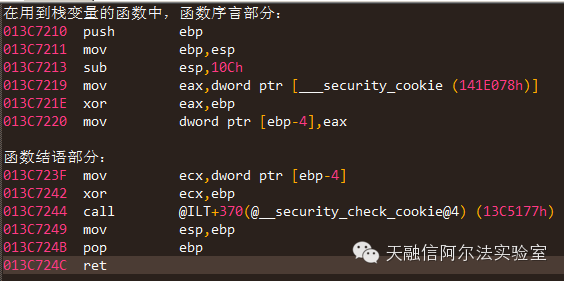 在用到栈变量的函数中，函数序言部分：
013C7210 push ebp
013C7211 mov ebp,esp
013C7213 sub esp,10Ch
013C7219 mov eax,dword ptr [___security_cookie (141E078h)]
013C721E xor eax,ebp
013C7220 mov dword ptr [ebp-4],eax
函数结语部分：
013C723F mov ecx,dword ptr [ebp-4]
013C7242 xor ecx,ebp
013C7244 call @ILT+370(@__security_check_cookie@4) (13C5177h)
013C7249 mov esp,ebp
013C724B pop ebp
013C724C ret
天融信阿尔法实验室